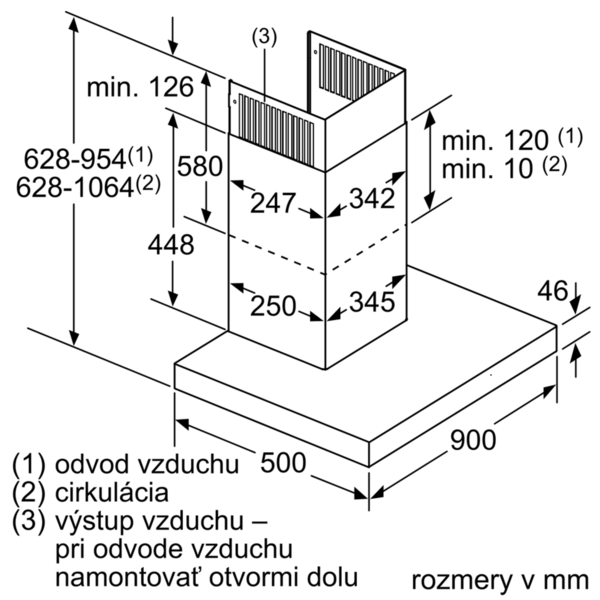 (3)
min. 126
628-954(1)
628-1064(2)
580
min. 120 (1)
min. 10 (2)
247
342
448
250
345
46
500
900
(1) odvod vzduchu
(2) cirkulácia
(3) výstup vzduchu –
pri odvode vzduchu
namontovať otvormi dolu
rozmery v mm